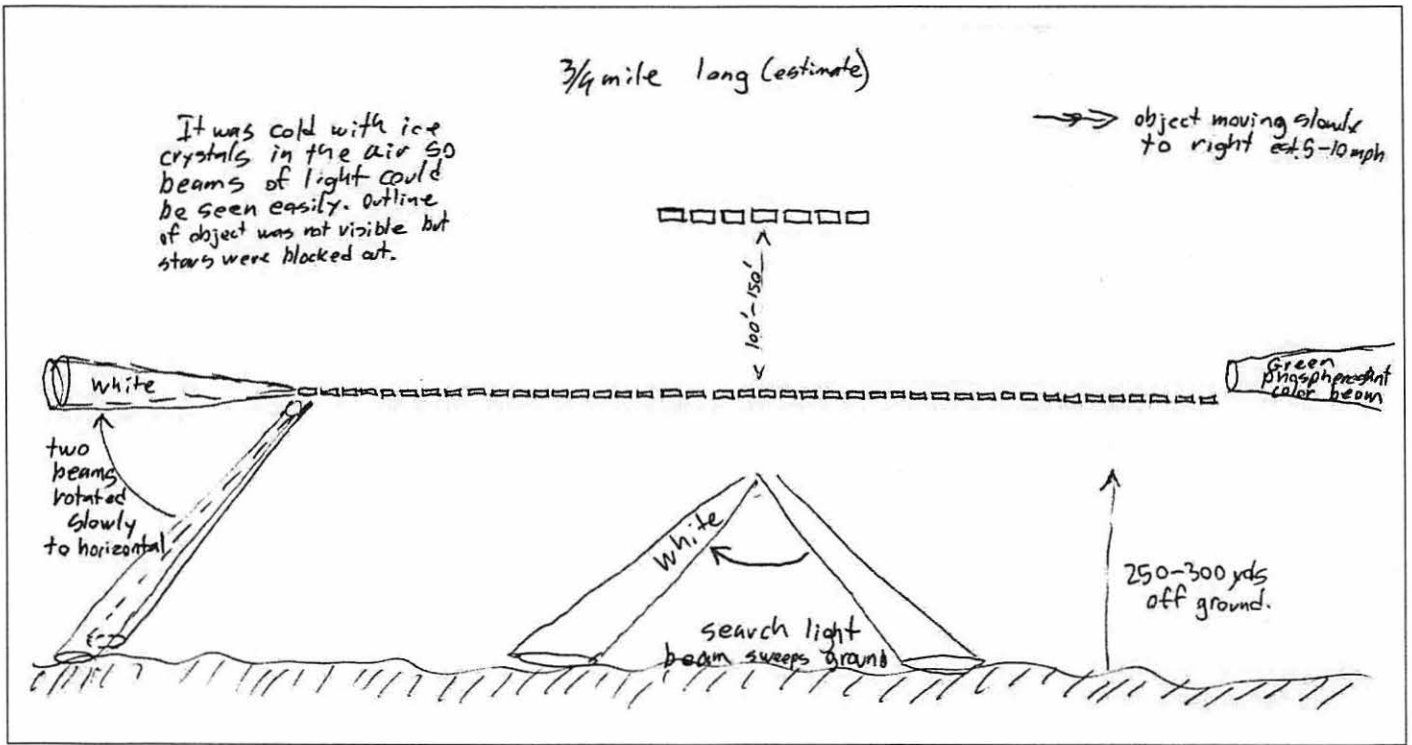 3/4 mile long (estimate)
It was cold with ice
crystals in the air so
beams of light could
be seen easily. Outline
of object was not visible but
stars were blocked out.
object moving slowly
to right est. 5-10 mph
100'-150'
white
Green
phospherescent
color beam
two
beams
rotated
slowly
to horizontal
white
search light
beam sweeps ground
250-300 yds
off ground.